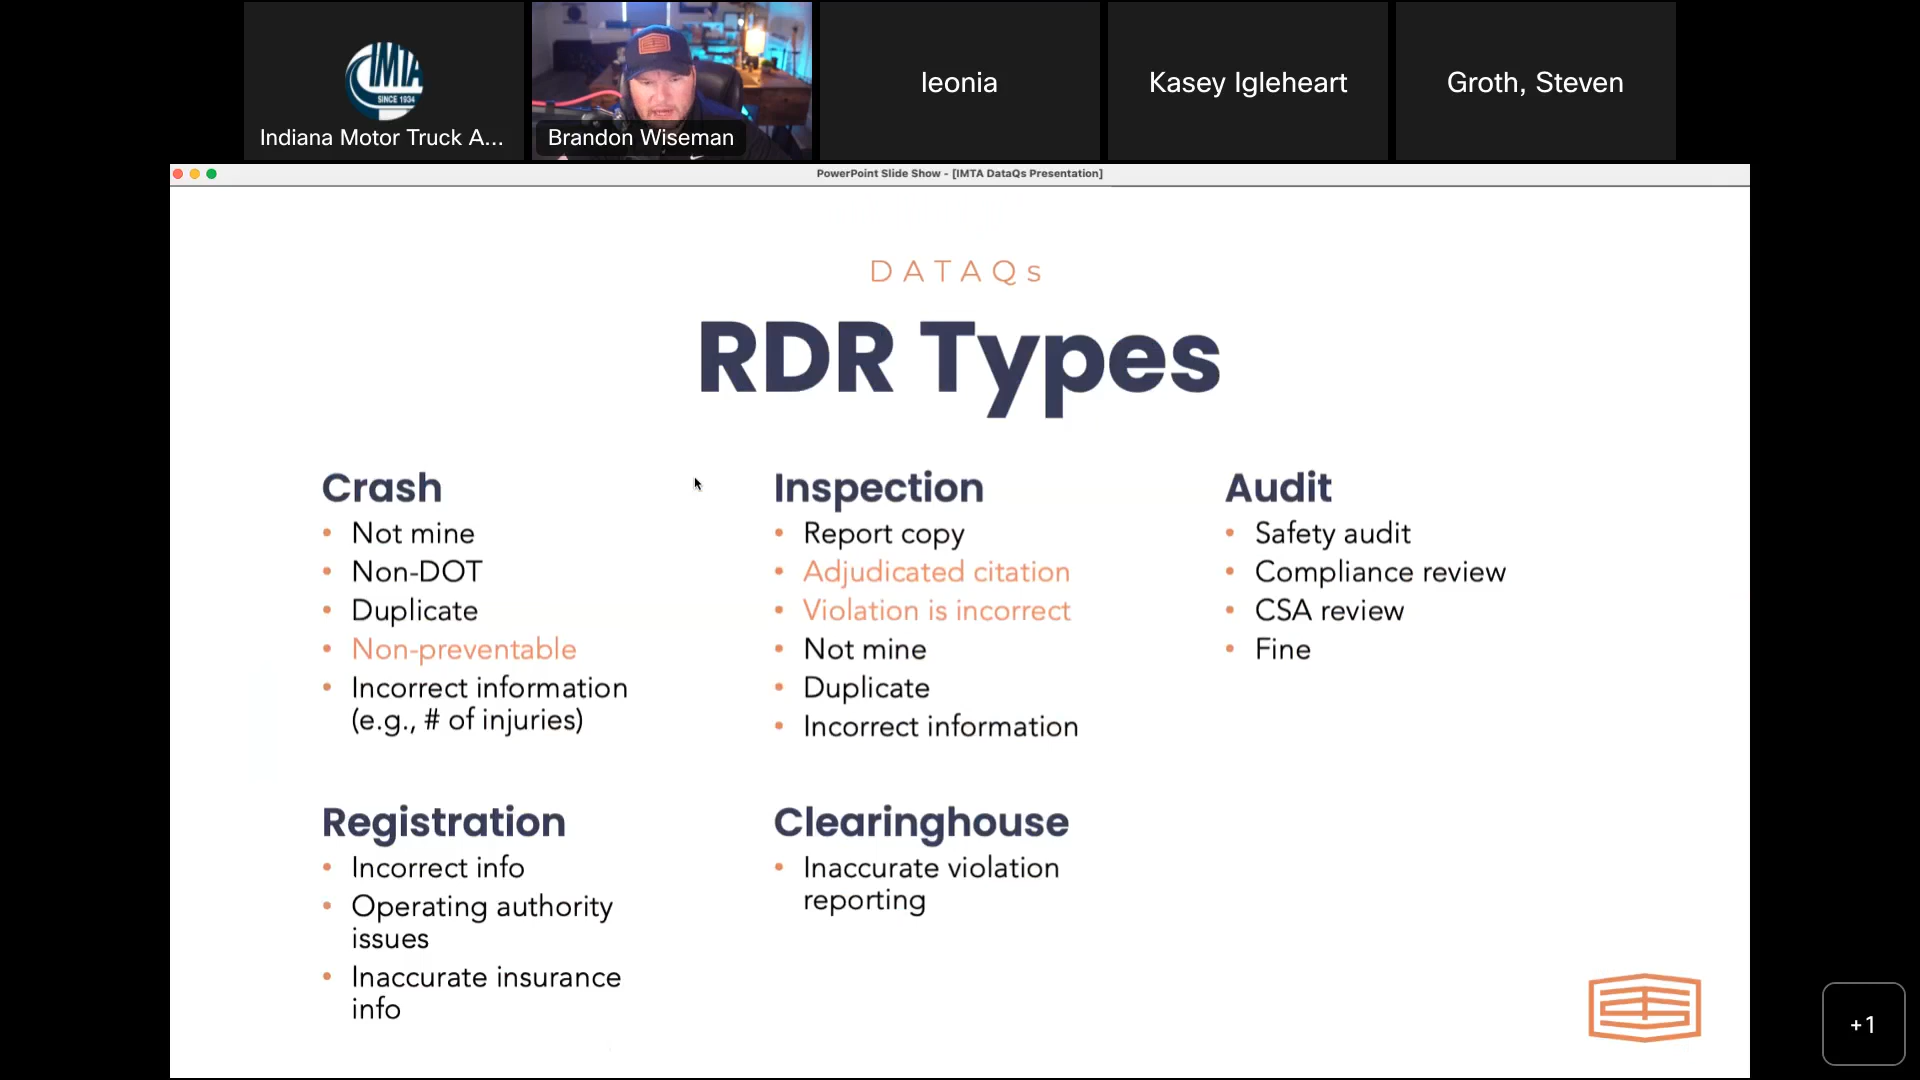 IMTA
SINCE 1934
Indiana Motor Truck A...
Brandon Wiseman
leonia
Kasey Igleheart
Groth, Steven
PowerPoint Slide Show - [IMTA DataQs Presentation]
DATAQs
RDR Types
Crash
• Not mine
• Non-DOT
• Duplicate
• Non-preventable
• Incorrect information
(e.g., # of injuries)
Inspection
• Report copy
• Adjudicated citation
• Violation is incorrect
• Not mine
• Duplicate
• Incorrect information
Audit
• Safety audit
• Compliance review
• CSA review
• Fine
Registration
• Incorrect info
• Operating authority
issues
• Inaccurate insurance
info
Clearinghouse
• Inaccurate violation
reporting
+1